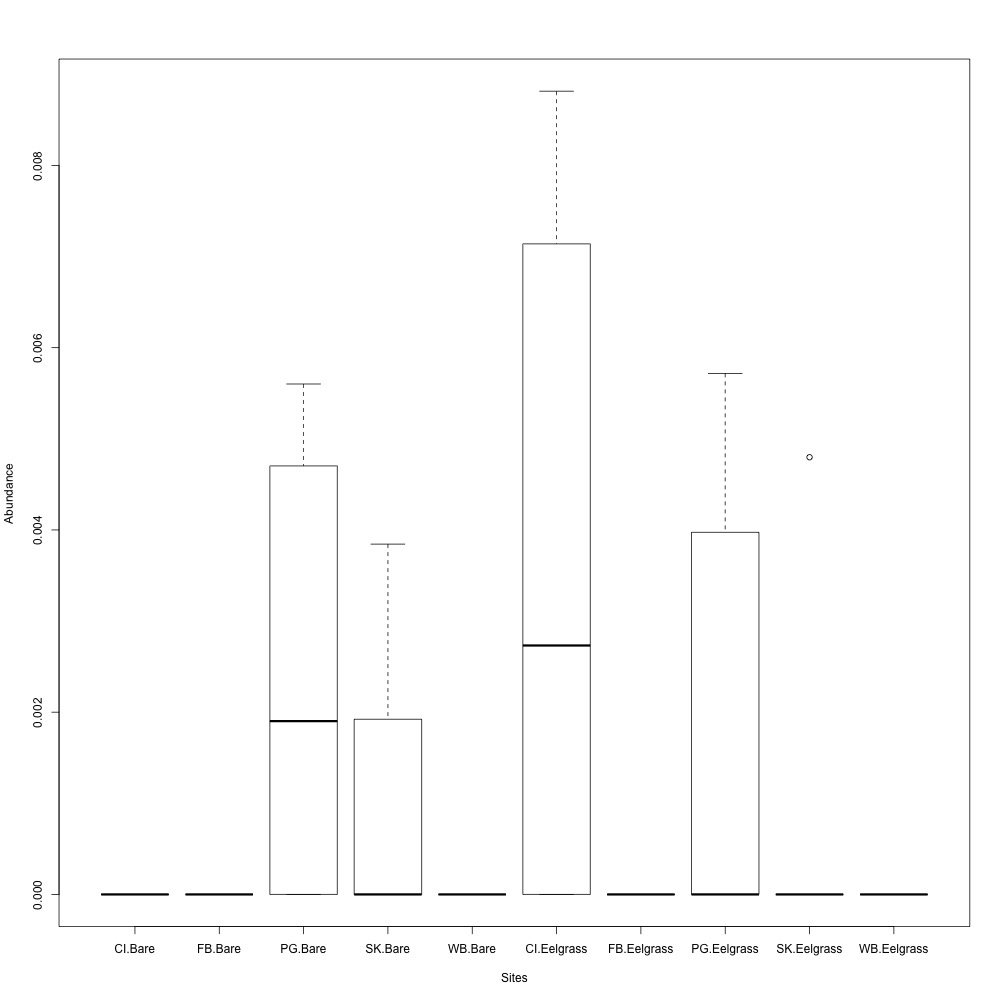 0.008
0.006
0.004
0.002
0.000
Abundance
CI.Bare FB.Bare PG.Bare SK.Bare WB.Bare CI.Eelgrass FB.Eelgrass PG.Eelgrass SK.Eelgrass WB.Eelgrass
Sites